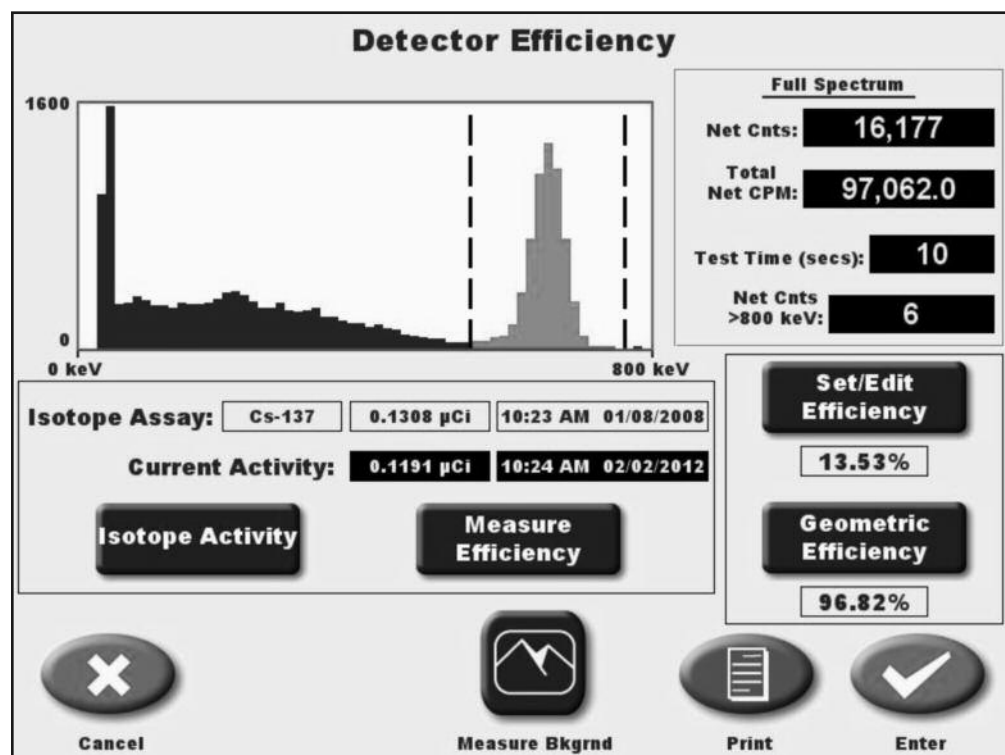 Detector Efficiency
1600
0
0 keV 800 keV
Full Spectrum
Net Cnts: 16,177
Total
Net CPM: 97,062.0
Test Time (secs): 10
Net Cnts
>800 keV: 6
Isotope Assay: Cs-137 0.1308 µCi 10:23 AM 01/08/2008
Current Activity: 0.1191 µCi 10:24 AM 02/02/2012
Isotope Activity
Measure
Efficiency
Set/Edit
Efficiency
13.53%
Geometric
Efficiency
96.82%
Cancel
Measure Bkgrnd
Print
Enter